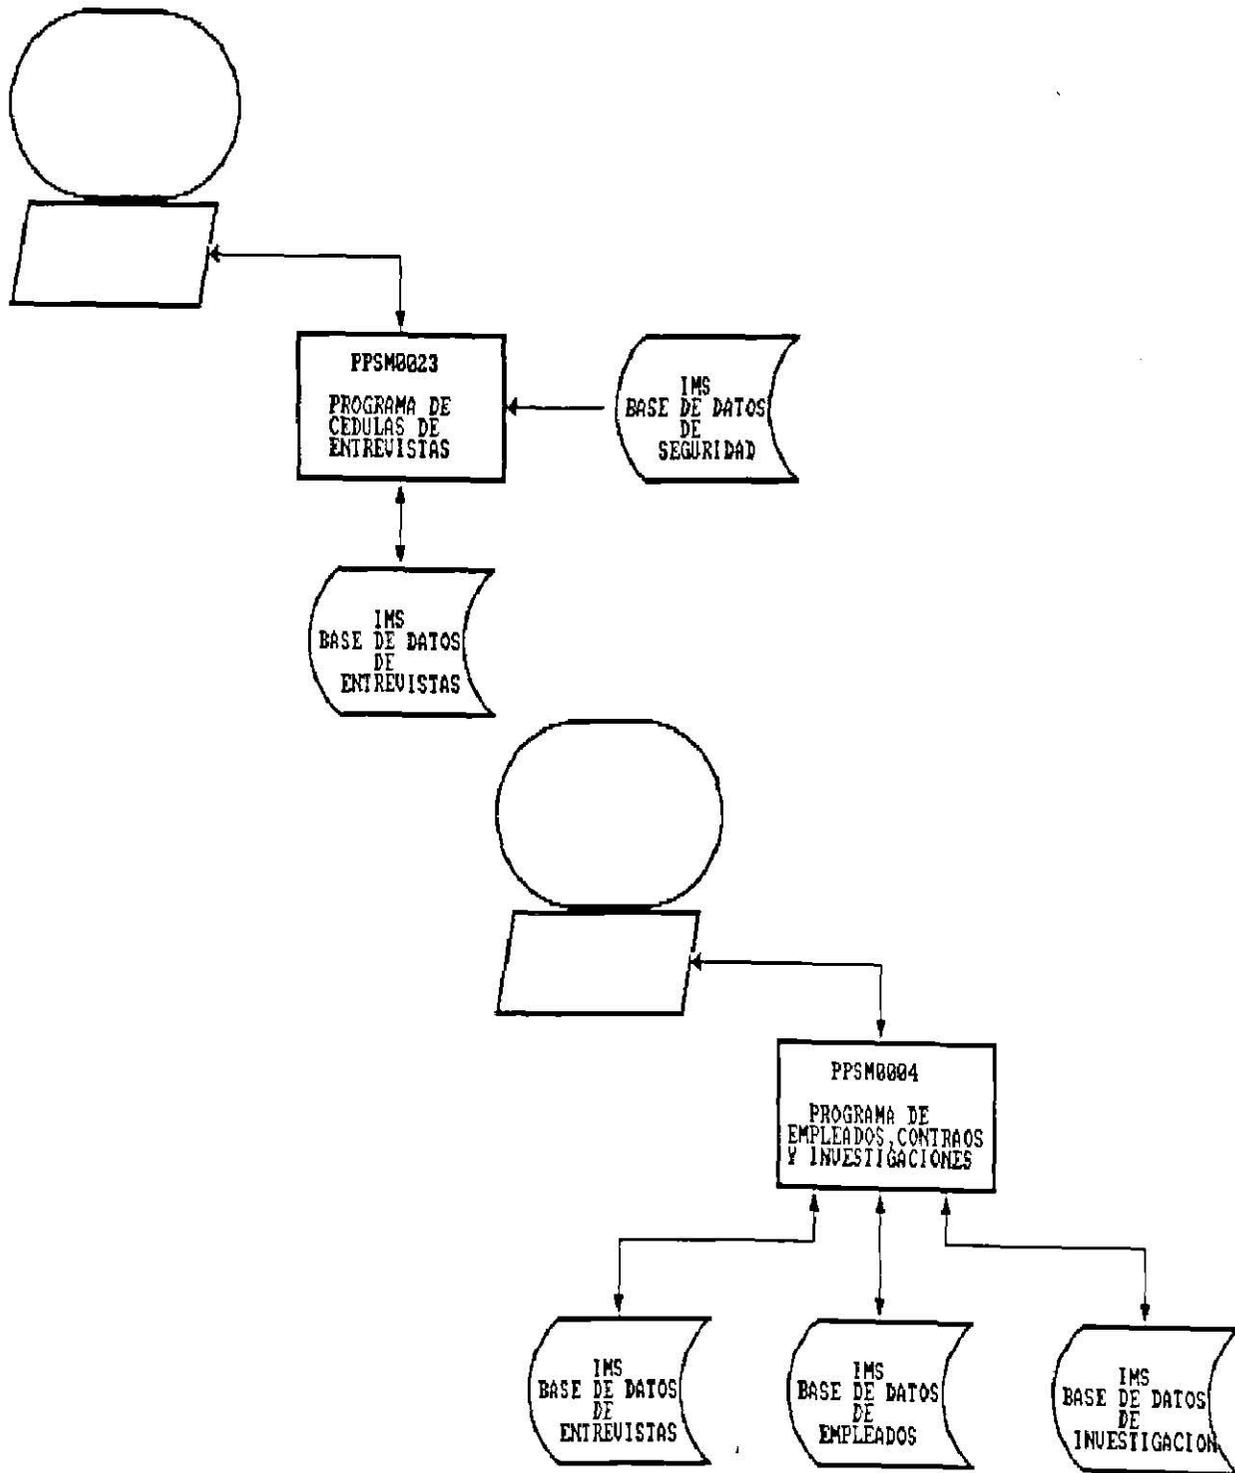 PPSM0023
PROGRAMA DE
CEDULAS DE
ENTREVISTAS
IMS
BASE DE DATOS
DE
SEGURIDAD
IMS
BASE DE DATOS
DE
ENTREVISTAS
PPSM0004
PROGRAMA DE
EMPLEADOS,CONTRAOS
Y INVESTIGACIONES
IMS
BASE DE DATOS
DE
ENTREVISTAS
IMS
BASE DE DATOS
DE
EMPLEADOS
IMS
BASE DE DATOS
DE
INVESTIGACION